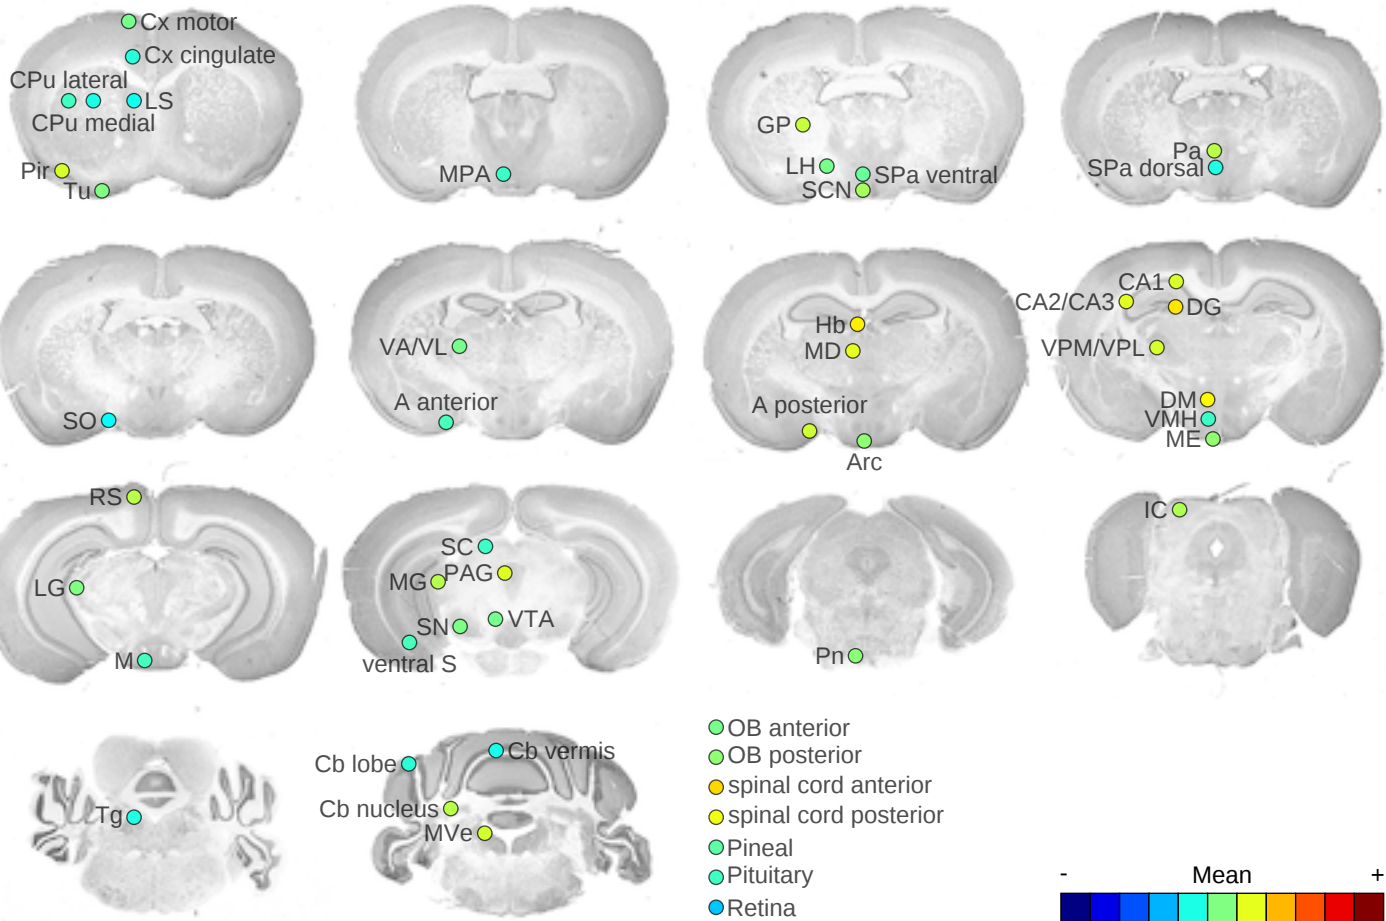 Cx motor
Cx cingulate
CPu lateral
LS
CPu medial
Pir
Tu
MPA
GP
LH
SPa ventral
SCN
Pa
SPa dorsal
SO
VA/VL
A anterior
Hb
MD
A posterior
Arc
CA1
CA2/CA3
DG
VPM/VPL
DM
VMH
ME
RS
LG
M
SC
MG
PAG
SN
VTA
ventral S
Pn
IC
Tg
Cb lobe
Cb vermis
Cb nucleus
MVe
OB anterior
OB posterior
spinal cord anterior
spinal cord posterior
Pineal
Pituitary
Retina
- Mean +